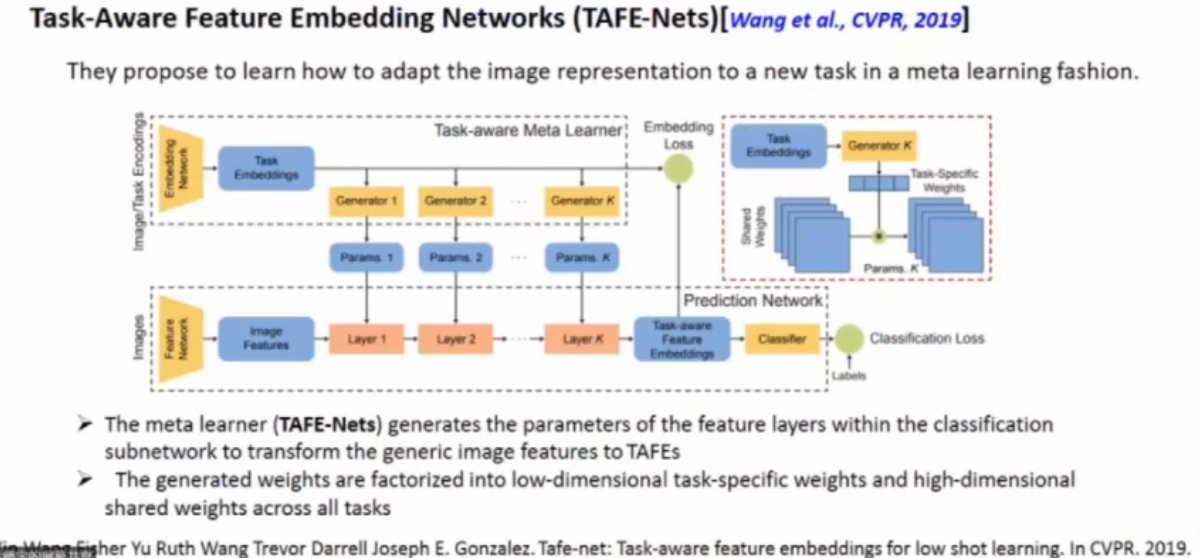 Task-Aware Feature Embedding Networks (TAFE-Nets)[Wang et al., CVPR, 2019]
They propose to learn how to adapt the image representation to a new task in a meta learning fashion.
Image/Task Encodings
Embedding
Network
Task
Embeddings
Task-aware Meta Learner
Generator 1
Generator 2
...
Generator K
Embedding
Loss
Params. 1
Params. 2
...
Params. K
Task
Embeddings
Generator K
Task-Specific
Weights
Shared
Weights
Params. K
Images
Feature
Network
Image
Features
Layer 1
Layer 2
...
Layer K
Prediction Network
Task-aware
Feature
Embeddings
Classifier
Classification Loss
Labels
➢ The meta learner (TAFE-Nets) generates the parameters of the feature layers within the classification
subnetwork to transform the generic image features to TAFEs
➢ The generated weights are factorized into low-dimensional task-specific weights and high-dimensional
shared weights across all tasks
Wang Fisher Yu Ruth Wang Trevor Darrell Joseph E. Gonzalez. Tafe-net: Task-aware feature embeddings for low shot learning. In CVPR. 2019